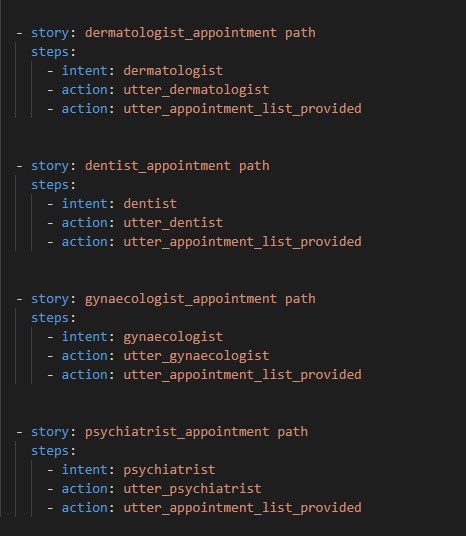 - story: dermatologist_appointment path
steps:
- intent: dermatologist
- action: utter_dermatologist
- action: utter_appointment_list_provided
- story: dentist_appointment path
steps:
- intent: dentist
- action: utter_dentist
- action: utter_appointment_list_provided
- story: gynaecologist_appointment path
steps:
- intent: gynaecologist
- action: utter_gynaecologist
- action: utter_appointment_list_provided
- story: psychiatrist_appointment path
steps:
- intent: psychiatrist
- action: utter_psychiatrist
- action: utter_appointment_list_provided